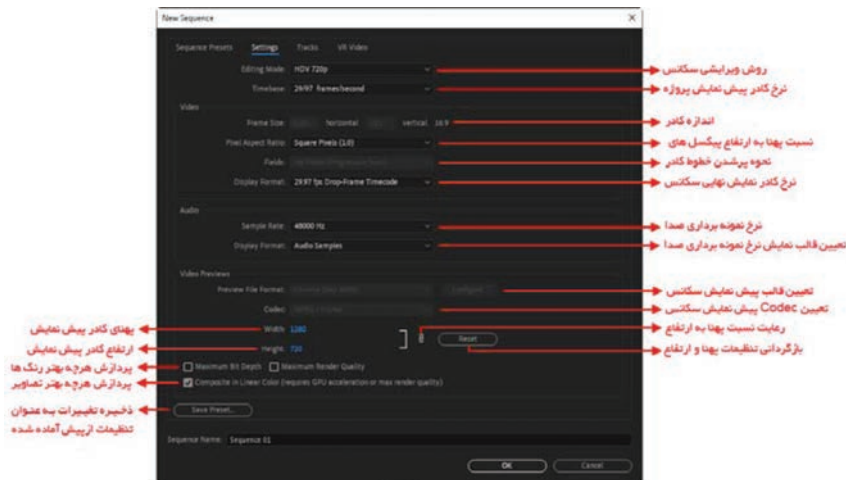 New Sequence
Sequence Presets Settings Tracks VR Video
Editing Mode: HDV 720p
روش ویرایشی سکانس
Timebase: 29/97 frames/second
نرخ کادر پیش نمایش پروژه
Video
Frame Size: horizontal vertical 16:9
اندازه کادر
Pixel Aspect Ratio: Square Pixels (1.0)
نسبت پهنا به ارتفاع پیکسل های
Fields:
نحوه پرشدن خطوط کادر
Display Format: 29.97 fps Drop-Frame Timecode
نرخ کادر نمایش نهایی سکانس
Audio
Sample Rate: 48000 Hz
نرخ نمونه برداری صدا
Display Format: Audio Samples
تعیین قالب نمایش نرخ نمونه برداری صدا
Video Previews
Preview File Format: Configure
تعیین قالب پیش نمایش سکانس
Codec:
تعیین Codec پیش نمایش سکانس
پهنای کادر پیش نمایش
Width: 1280
رعایت نسبت پهنا به ارتفاع
ارتفاع کادر پیش نمایش
Height: 720
Reset
بازگردانی تنظیمات پهنا و ارتفاع
پردازش هرچه بهتر رنگ ها
Maximum Bit Depth Maximum Render Quality
پردازش هرچه بهتر تصاویر
Composite in Linear Color (requires GPU acceleration or max render quality)
ذخیره تغییرات به عنوان
تنظیمات ازپیش آماده شده
Save Preset...
Sequence Name: Sequence 01
OK Cancel